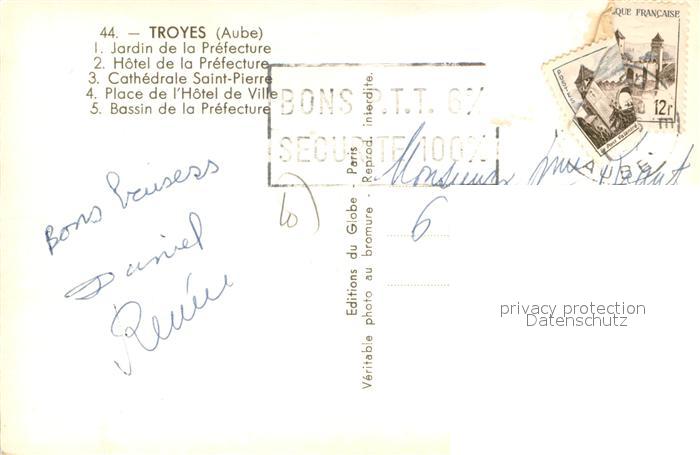 44. — TROYES (Aube)
1. Jardin de la Préfecture
2. Hôtel de la Préfecture
3. Cathédrale Saint-Pierre
4. Place de l'Hôtel de Ville
5. Bassin de la Préfecture
BONS P.T.T. 6%
SECURITE 100%
QUE FRANÇAISE
12F
AUBE
Monsieur
6
Bons baisers
Daniel
Renée
Editions du Globe - Paris
Véritable photo au bromure - Reprod. interdite.
privacy protection
Datenschutz